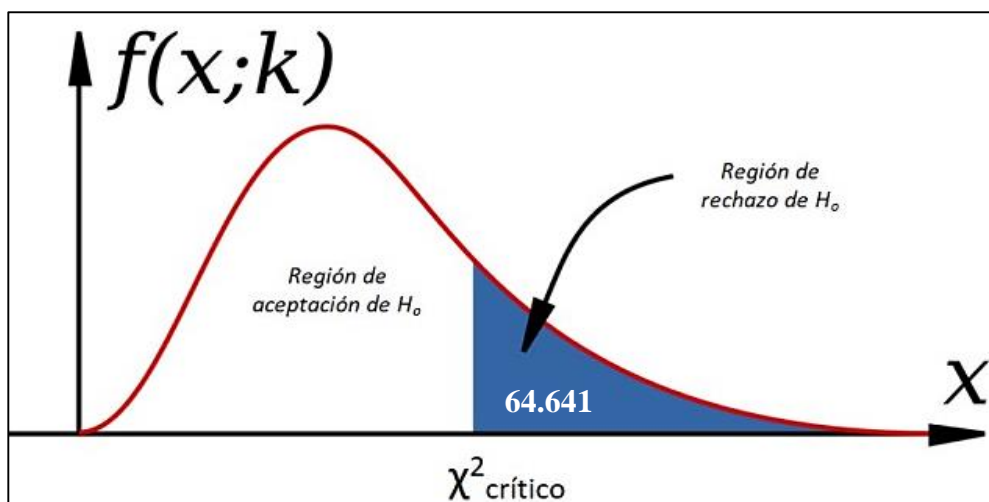 f(x;k)
Región de
rechazo de Hₒ
Región de
aceptación de Hₒ
64.641
x
χ²crítico